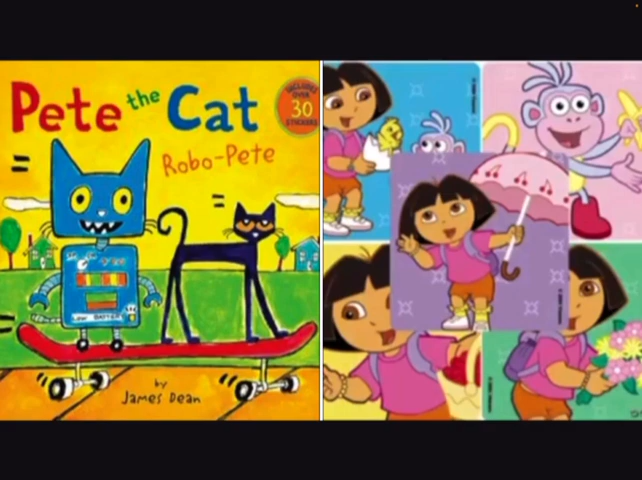 Pete the Cat
INCLUDES
OVER
30
STICKERS
Robo-Pete
LOW BATTERY
by
James Dean